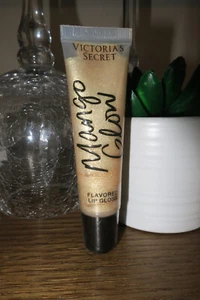 VICTORIA'S
SECRET
Mango
Glow
FLAVORED
LIP GLOSS